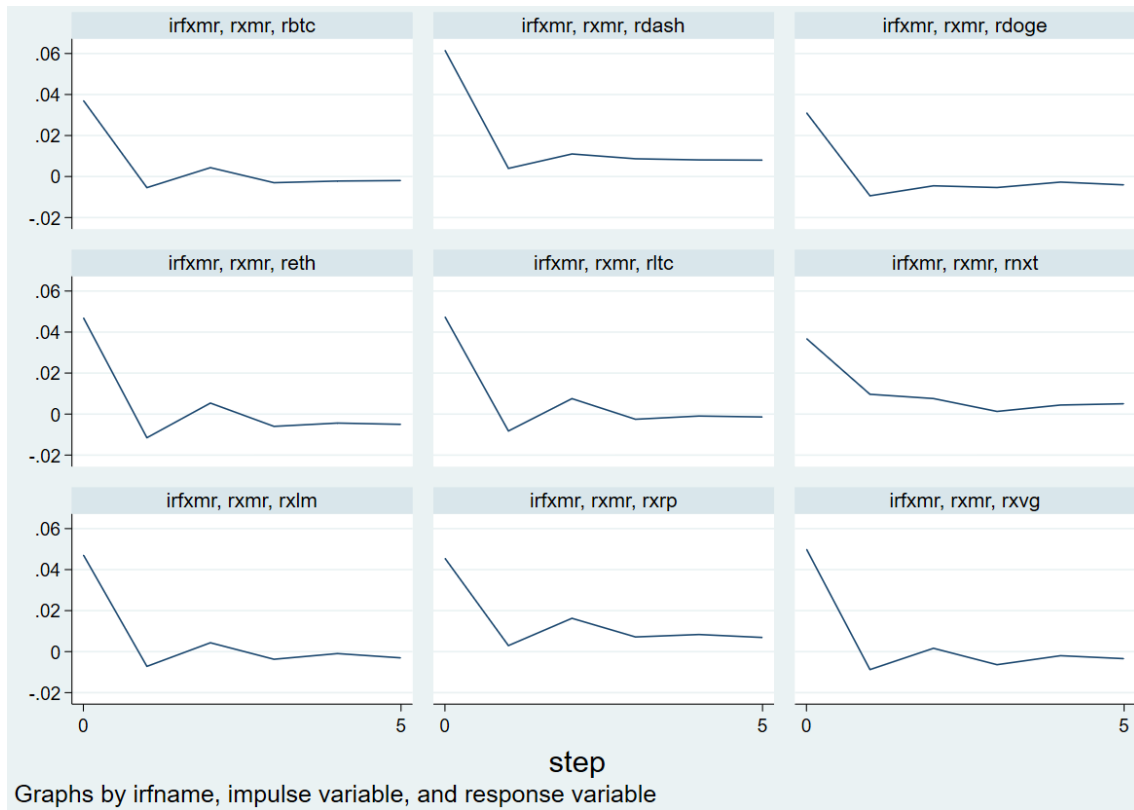 irfxmr, rxmr, rbtc
irfxmr, rxmr, rdash
irfxmr, rxmr, rdoge
.06
.04
.02
0
-.02
irfxmr, rxmr, reth
irfxmr, rxmr, rltc
irfxmr, rxmr, rnxt
.06
.04
.02
0
-.02
irfxmr, rxmr, rxlm
irfxmr, rxmr, rxrp
irfxmr, rxmr, rxvg
.06
.04
.02
0
-.02
0 5
0 5
0 5
step
Graphs by irfname, impulse variable, and response variable